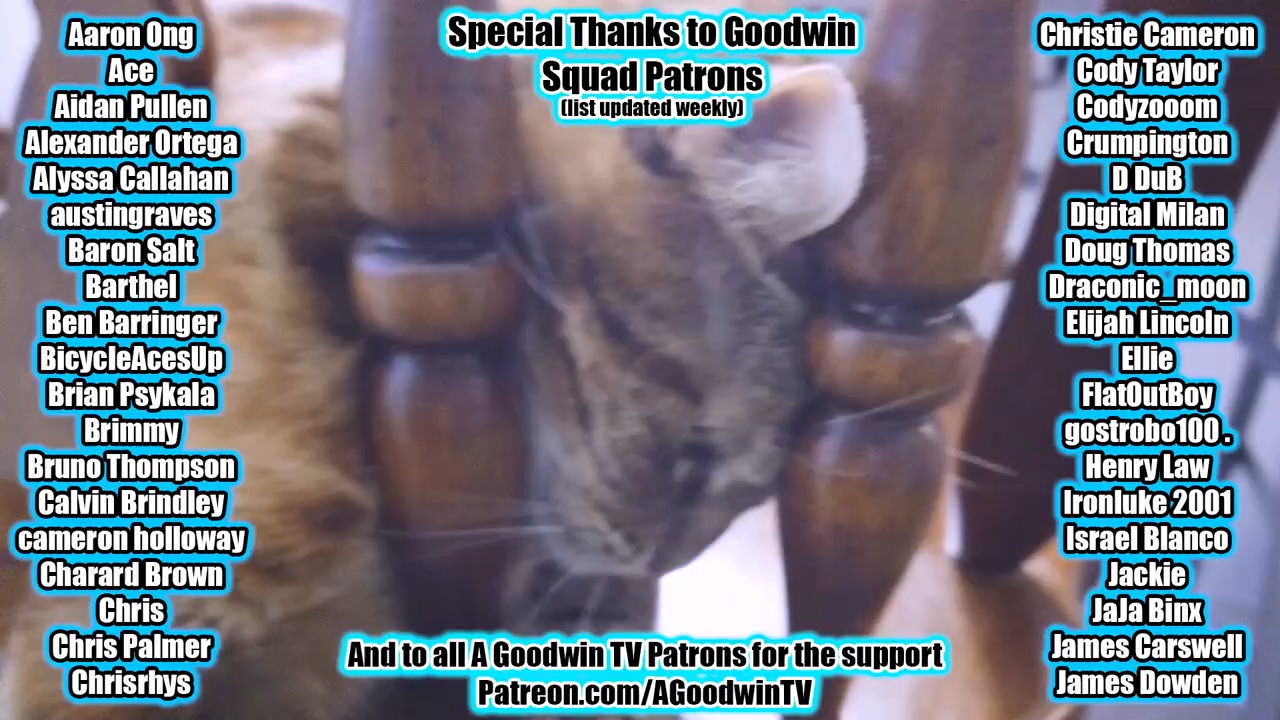 Special Thanks to Goodwin
Squad Patrons
(list updated weekly)
Aaron Ong
Ace
Aidan Pullen
Alexander Ortega
Alyssa Callahan
austingraves
Baron Salt
Barthel
Ben Barringer
BicycleAcesUp
Brian Psykala
Brimmy
Bruno Thompson
Calvin Brindley
cameron holloway
Charard Brown
Chris
Chris Palmer
Chrisrhys
Christie Cameron
Cody Taylor
Codyzooom
Crumpington
D DuB
Digital Milan
Doug Thomas
Draconic_moon
Elijah Lincoln
Ellie
FlatOutBoy
gostrobo100 .
Henry Law
Ironluke 2001
Israel Blanco
Jackie
JaJa Binx
James Carswell
James Dowden
And to all A Goodwin TV Patrons for the support
Patreon.com/AGoodwinTV